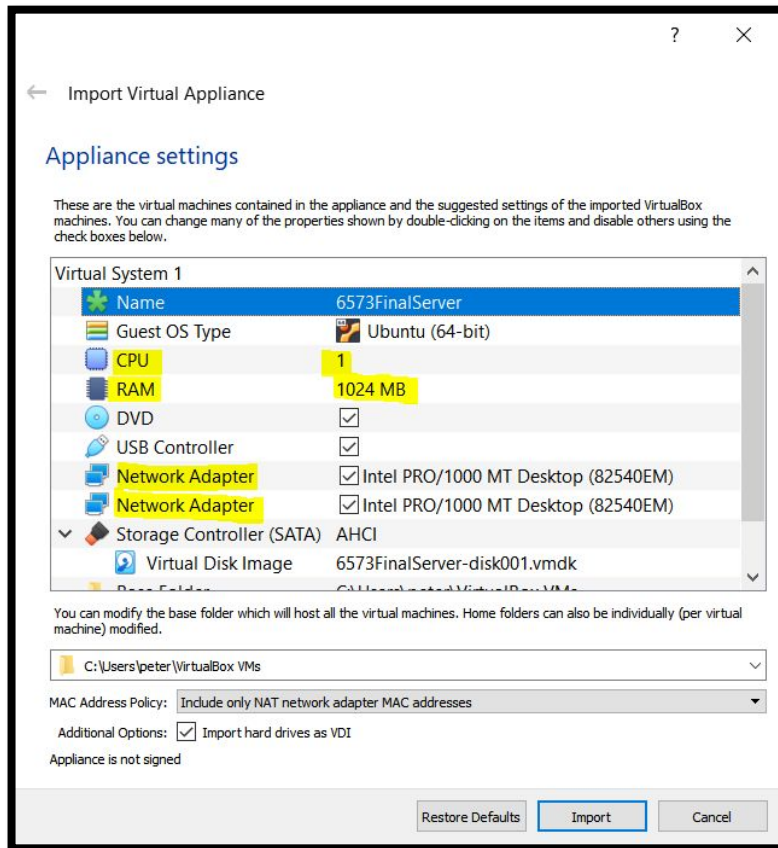 ?
Import Virtual Appliance
Appliance settings
These are the virtual machines contained in the appliance and the suggested settings of the imported VirtualBox
machines. You can change many of the properties shown by double-clicking on the items and disable others using the
check boxes below.
Virtual System 1
Name 6573FinalServer
Guest OS Type Ubuntu (64-bit)
CPU 1
RAM 1024 MB
DVD
USB Controller
Network Adapter Intel PRO/1000 MT Desktop (82540EM)
Network Adapter Intel PRO/1000 MT Desktop (82540EM)
Storage Controller (SATA) AHCI
Virtual Disk Image 6573FinalServer-disk001.vmdk
Base Folder C:\Users\peter\VirtualBox VMs
You can modify the base folder which will host all the virtual machines. Home folders can also be individually (per virtual
machine) modified.
C:\Users\peter\VirtualBox VMs
MAC Address Policy: Include only NAT network adapter MAC addresses
Additional Options: Import hard drives as VDI
Appliance is not signed
Restore Defaults Import Cancel